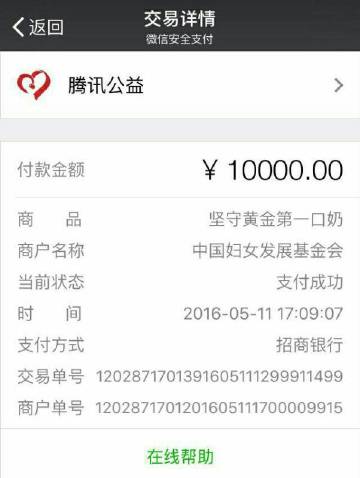 返回
交易详情
微信安全支付
腾讯公益
付款金额 ¥ 10000.00
商 品 坚守黄金第一口奶
商户名称 中国妇女发展基金会
当前状态 支付成功
时 间 2016-05-11 17:09:07
支付方式 招商银行
交易单号 1202871701391605111299911499
商户单号 1202871701201605111700009915
在线帮助